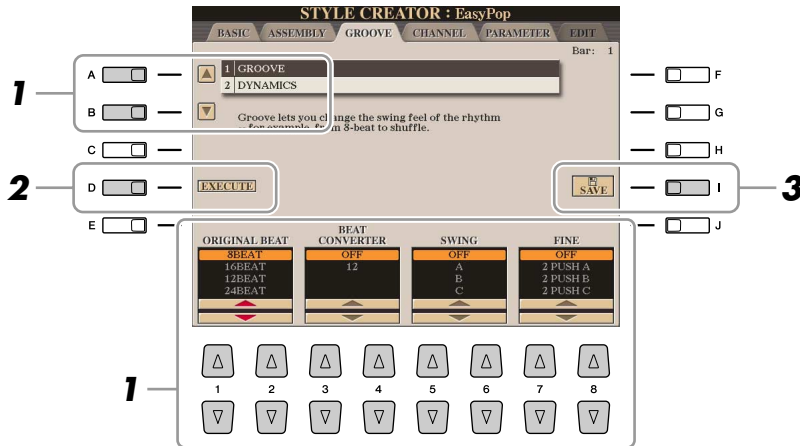 STYLE CREATOR : EasyPop
BASIC ASSEMBLY GROOVE CHANNEL PARAMETER EDIT
Bar: 1
1
A
B
C
1 GROOVE
2 DYNAMICS
Groove lets you change the swing feel of the rhythm
-- for example, from 8-beat to shuffle.
F
G
H
2
D
EXECUTE
SAVE
I
3
E
J
ORIGINAL BEAT
8BEAT
16BEAT
12BEAT
24BEAT
BEAT
CONVERTER
OFF
12
SWING
OFF
A
B
C
FINE
OFF
2 PUSH A
2 PUSH B
2 PUSH C
1
1 2 3 4 5 6 7 8